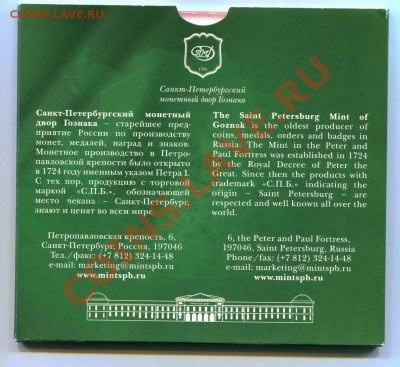 COINS.LAVE.RU
СПМД
1724
Санкт-Петербургский
монетный двор Гознака
Санкт-Петербургский монетный
двор Гознака – старейшее пред-
приятие России по производству
монет, медалей, наград и знаков.
Монетное производство в Петро-
павловской крепости было открыто
в 1724 году именным указом Петра I.
С тех пор, продукцию с торговой
маркой «С.П.Б.», обозначающей
место чекана – Санкт-Петербург,
знают и ценят во всем мире.
The Saint Petersburg Mint of
Goznak is the oldest producer of
coins, medals, orders and badges in
Russia. The Mint in the Peter and
Paul Fortress was established in 1724
by the Royal Decree of Peter the
Great. Since then the products with
trademark «С.П.Б.» indicating the
origin – Saint Petersburg – are
respected and well known all over the
world.
Петропавловская крепость, 6,
Санкт-Петербург, Россия, 197046
Тел./факс: (+7 812) 324-14-48
e-mail: marketing@mintspb.ru
www.mintspb.ru
6, the Peter and Paul Fortress,
197046, Saint Petersburg, Russia
Phone/fax: (+7 812) 324-14-48
e-mail: marketing@mintspb.ru
www.mintspb.ru